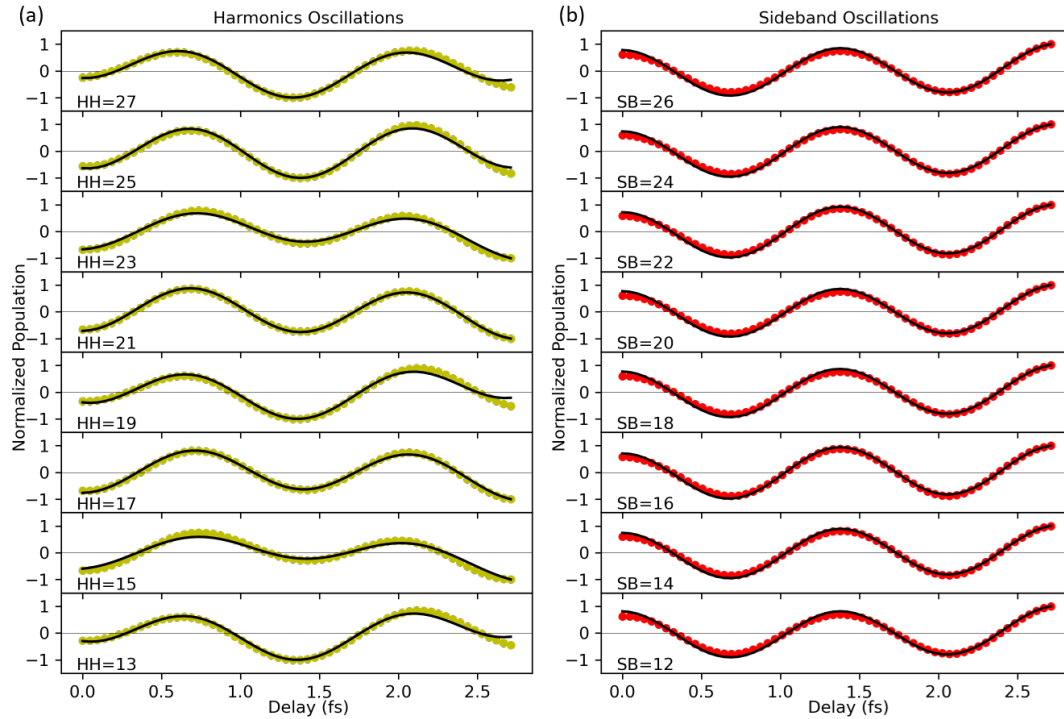 (a)
Harmonics Oscillations
Normalized Population
1
0
−1
HH=27
1
0
−1
HH=25
1
0
−1
HH=23
1
0
−1
HH=21
1
0
−1
HH=19
1
0
−1
HH=17
1
0
−1
HH=15
1
0
−1
HH=13
0.0 0.5 1.0 1.5 2.0 2.5
Delay (fs)
(b)
Sideband Oscillations
Normalized Population
1
0
−1
SB=26
1
0
−1
SB=24
1
0
−1
SB=22
1
0
−1
SB=20
1
0
−1
SB=18
1
0
−1
SB=16
1
0
−1
SB=14
1
0
−1
SB=12
0.0 0.5 1.0 1.5 2.0 2.5
Delay (fs)